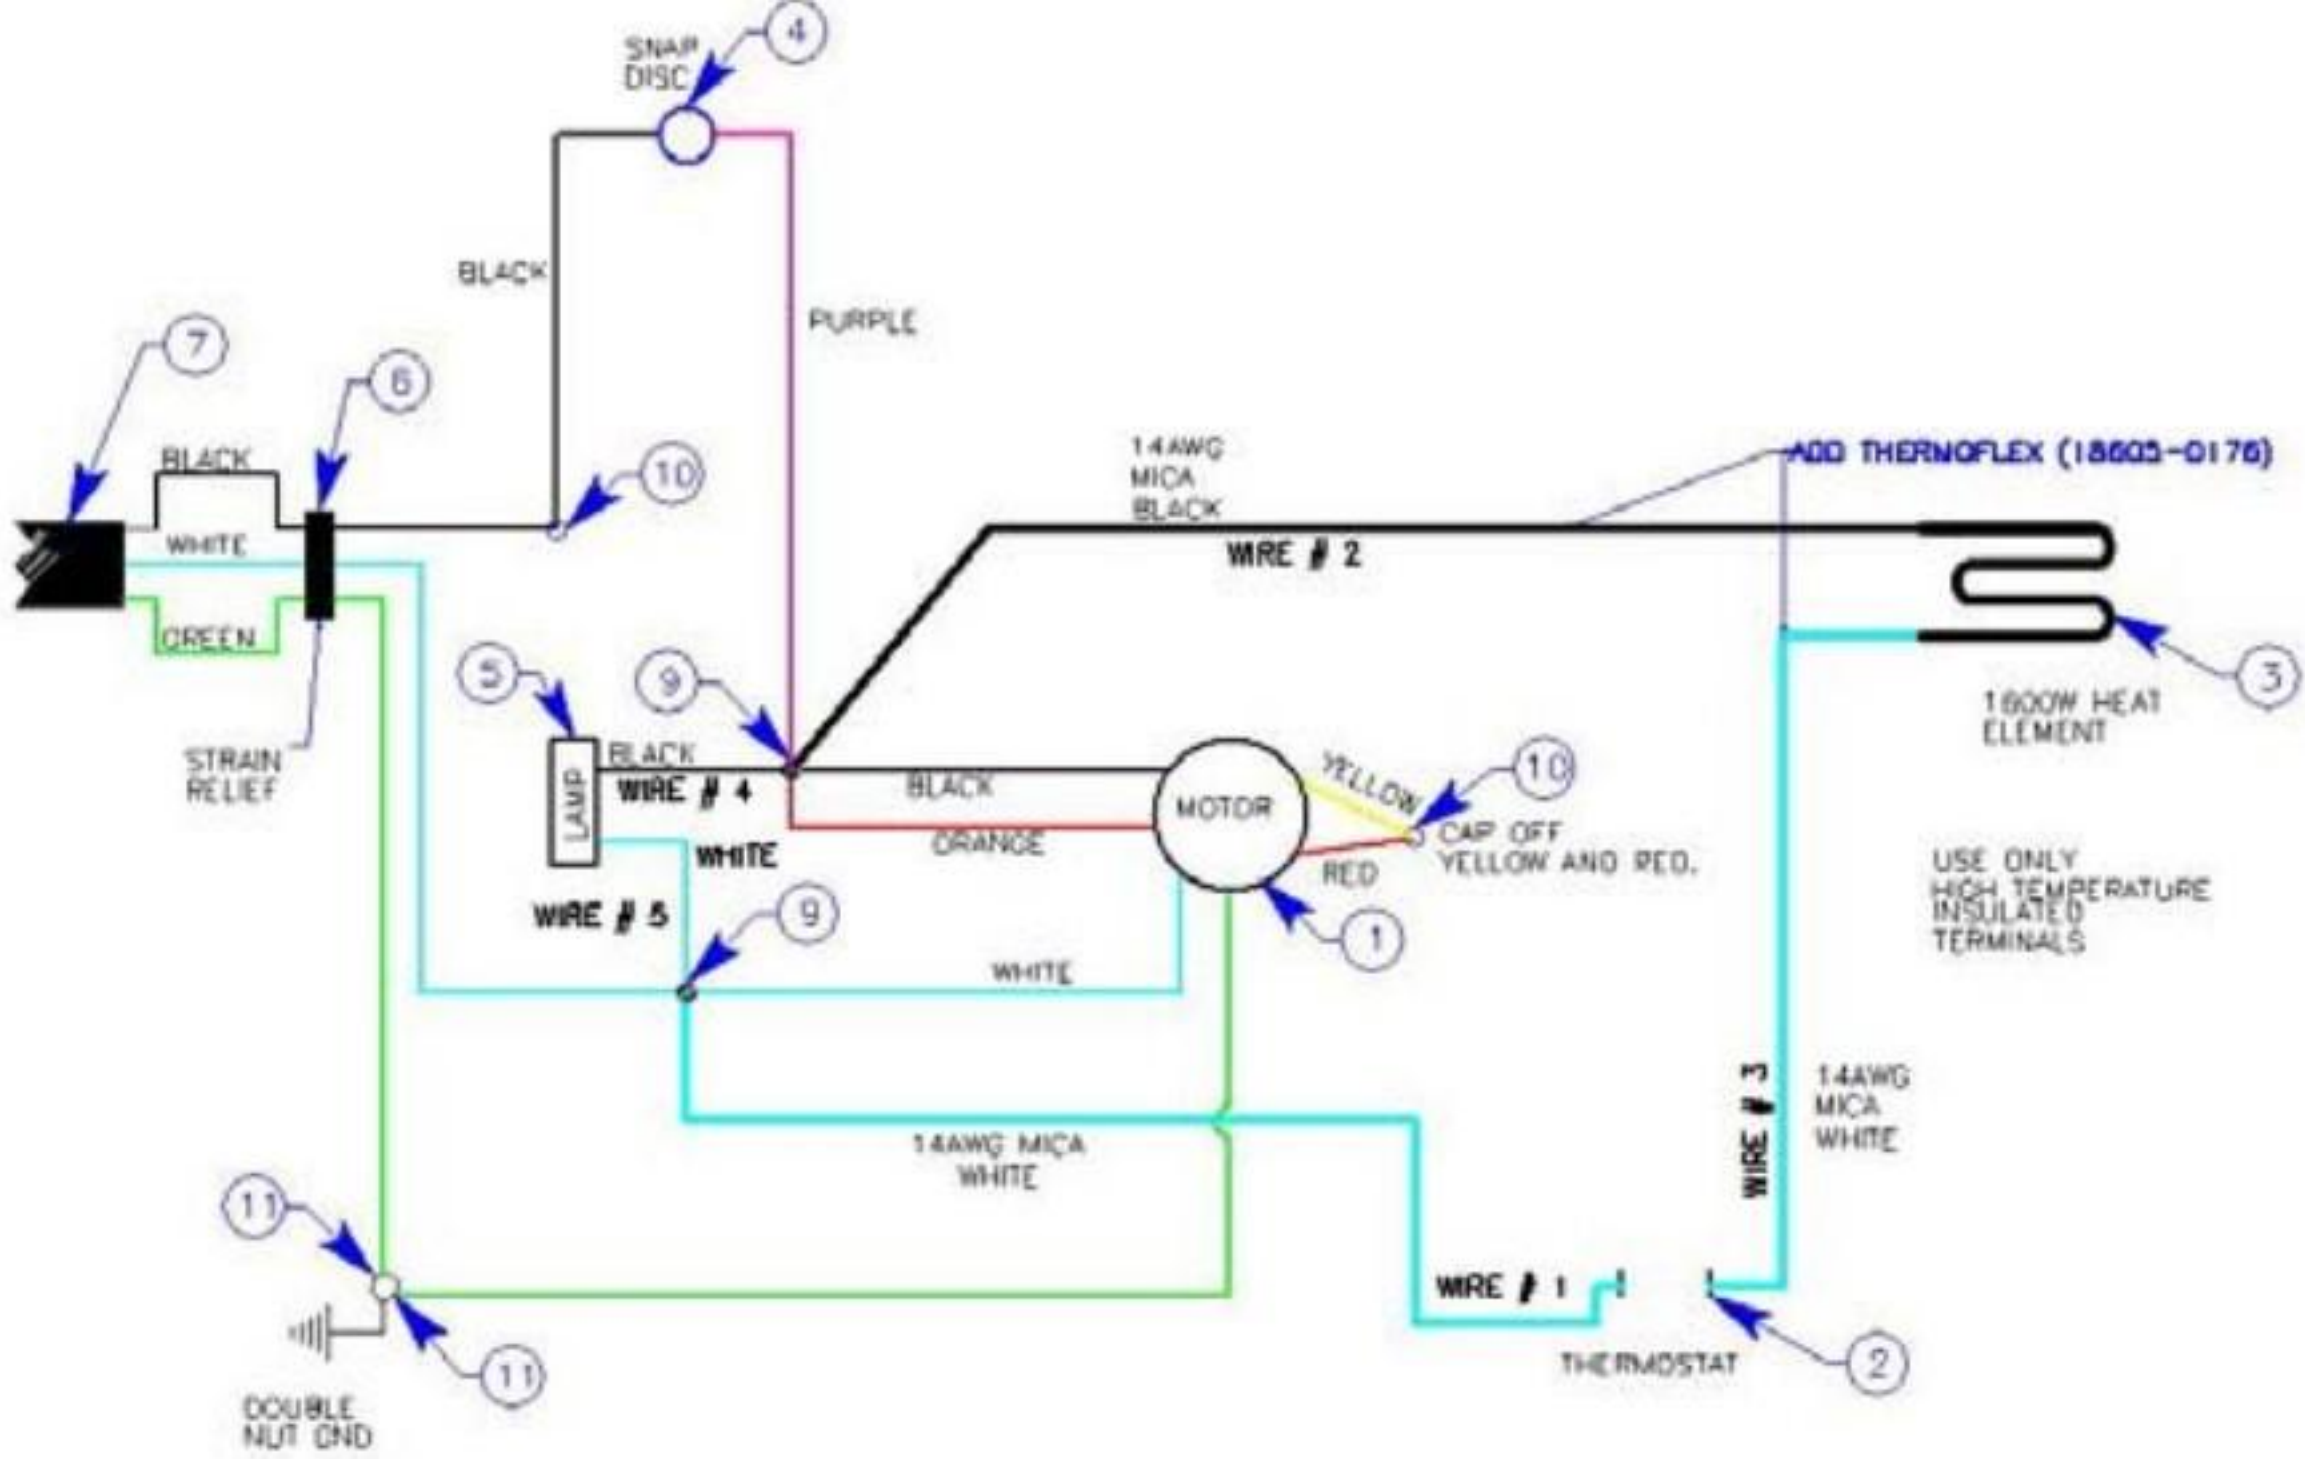 SNAP
DISC
4
BLACK
PURPLE
7
6
BLACK
10
WHITE
GREEN
STRAIN
RELIEF
14AWG
MICA
BLACK
WIRE # 2
ADD THERMOFLEX (18605-0176)
3
1600W HEAT
ELEMENT
5
9
LAMP
BLACK
WIRE # 4
BLACK
ORANGE
MOTOR
YELLOW
RED
10
CAP OFF
YELLOW AND RED.
1
WHITE
WIRE # 5
9
WHITE
USE ONLY
HIGH TEMPERATURE
INSULATED
TERMINALS
14AWG MICA
WHITE
WIRE # 3
14AWG
MICA
WHITE
11
11
DOUBLE
NUT GND
WIRE # 1
THERMOSTAT
2